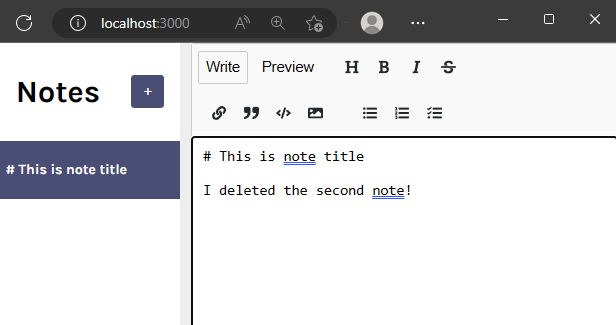 localhost:3000
Notes
+
# This is note title
Write Preview H B I S
# This is note title
I deleted the second note!